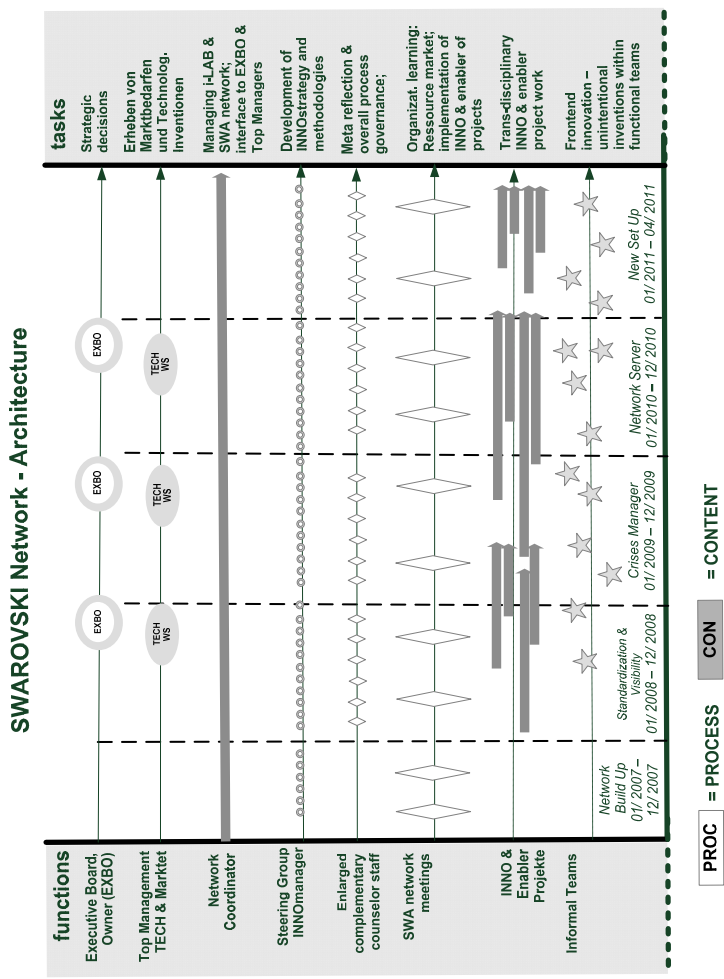 SWAROVSKI Network - Architecture
functions
tasks
Executive Board,
Owner (EXBO)
EXBO
EXBO
EXBO
Strategic
decisions
Top Management
TECH & Marktet
TECH
WS
TECH
WS
TECH
WS
Erheben von
Marktbedarfen
und Technolog.
Inventionen
Network
Coordinator
Managing i-LAB &
SWA network;
interface to EXBO &
Top Managers
Steering Group
INNOmanager
Development of
INNOstrategy and
methodologies
Enlarged
complementary
counselor staff
Meta reflection &
overall process
governance;
SWA network
meetings
Organizat. learning;
Ressource market;
implementation of
INNO & enabler of
projects
INNO &
Enabler
Projekte
Trans-disciplinary
INNO & enabler
project work
Informal Teams
Frontend
innovation –
unintentional
inventions within
functional teams
Network
Build Up
01/ 2007 –
12/ 2007
Standardization &
Visibility
01/ 2008 – 12/ 2008
Crises Manager
01/ 2009 – 12/ 2009
Network Server
01/ 2010 – 12/ 2010
New Set Up
01/ 2011 – 04/ 2011
PROC = PROCESS CON = CONTENT